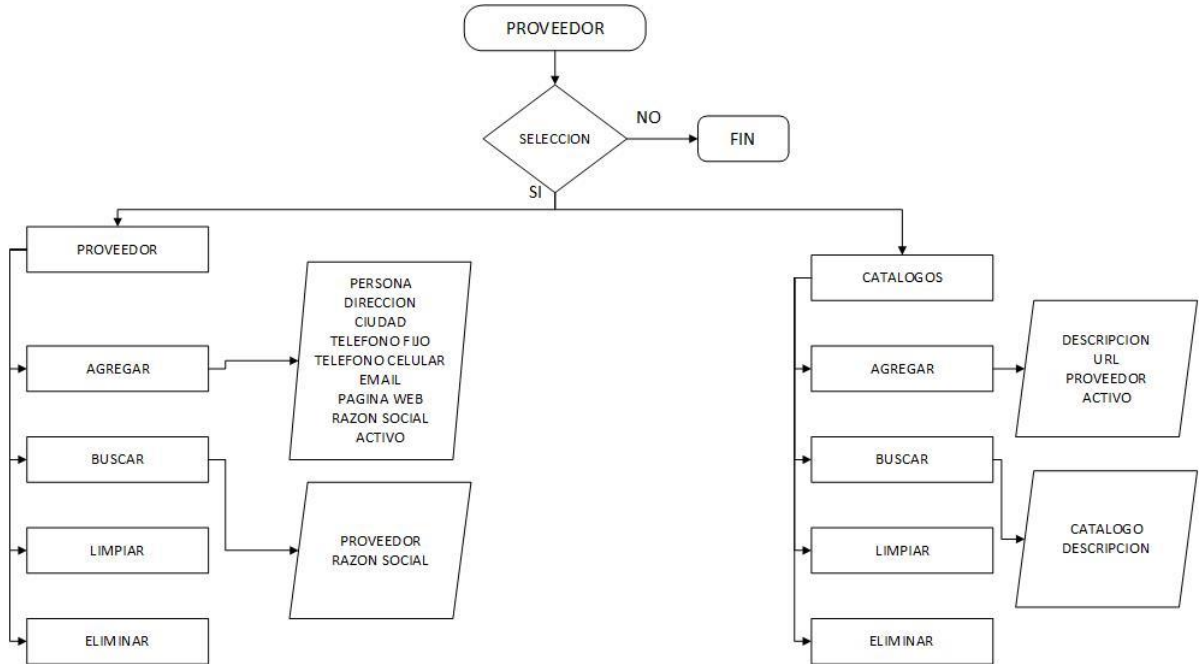 PROVEEDOR
SELECCION
NO
FIN
SI
PROVEEDOR
AGREGAR
PERSONA
DIRECCION
CIUDAD
TELEFONO FIJO
TELEFONO CELULAR
EMAIL
PAGINA WEB
RAZON SOCIAL
ACTIVO
BUSCAR
PROVEEDOR
RAZON SOCIAL
LIMPIAR
ELIMINAR
CATALOGOS
AGREGAR
DESCRIPCION
URL
PROVEEDOR
ACTIVO
BUSCAR
CATALOGO
DESCRIPCION
LIMPIAR
ELIMINAR